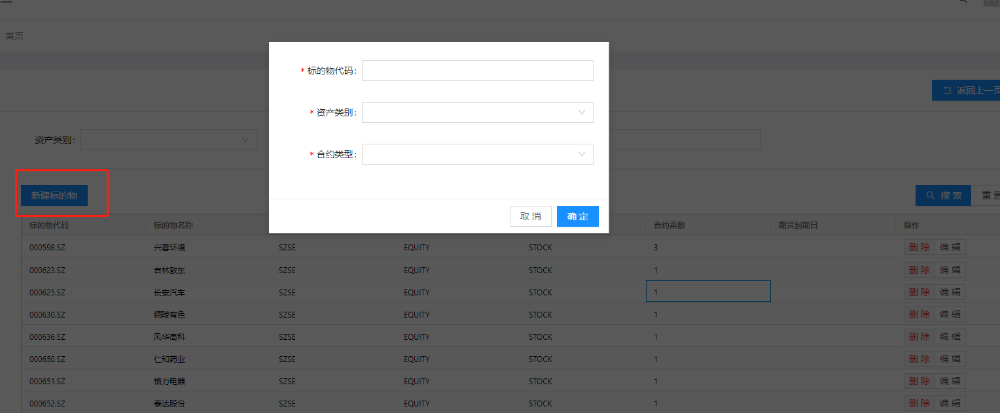 首页
* 标的物代码:
* 资产类别:
* 合约类型:
取 消 确 定
返回上一页
资产类别:
新建标的物
搜 索 重 置
标的物代码 标的物名称 合约乘数 期货到期日 操作
000598.SZ 兴蓉环境 SZSE EQUITY STOCK 3 删 除 编 辑
000623.SZ 吉林敖东 SZSE EQUITY STOCK 1 删 除 编 辑
000625.SZ 长安汽车 SZSE EQUITY STOCK 1 删 除 编 辑
000630.SZ 铜陵有色 SZSE EQUITY STOCK 1 删 除 编 辑
000636.SZ 风华高科 SZSE EQUITY STOCK 1 删 除 编 辑
000650.SZ 仁和药业 SZSE EQUITY STOCK 1 删 除 编 辑
000651.SZ 格力电器 SZSE EQUITY STOCK 1 删 除 编 辑
000652.SZ 泰达股份 SZSE EQUITY STOCK 1 删 除 编 辑